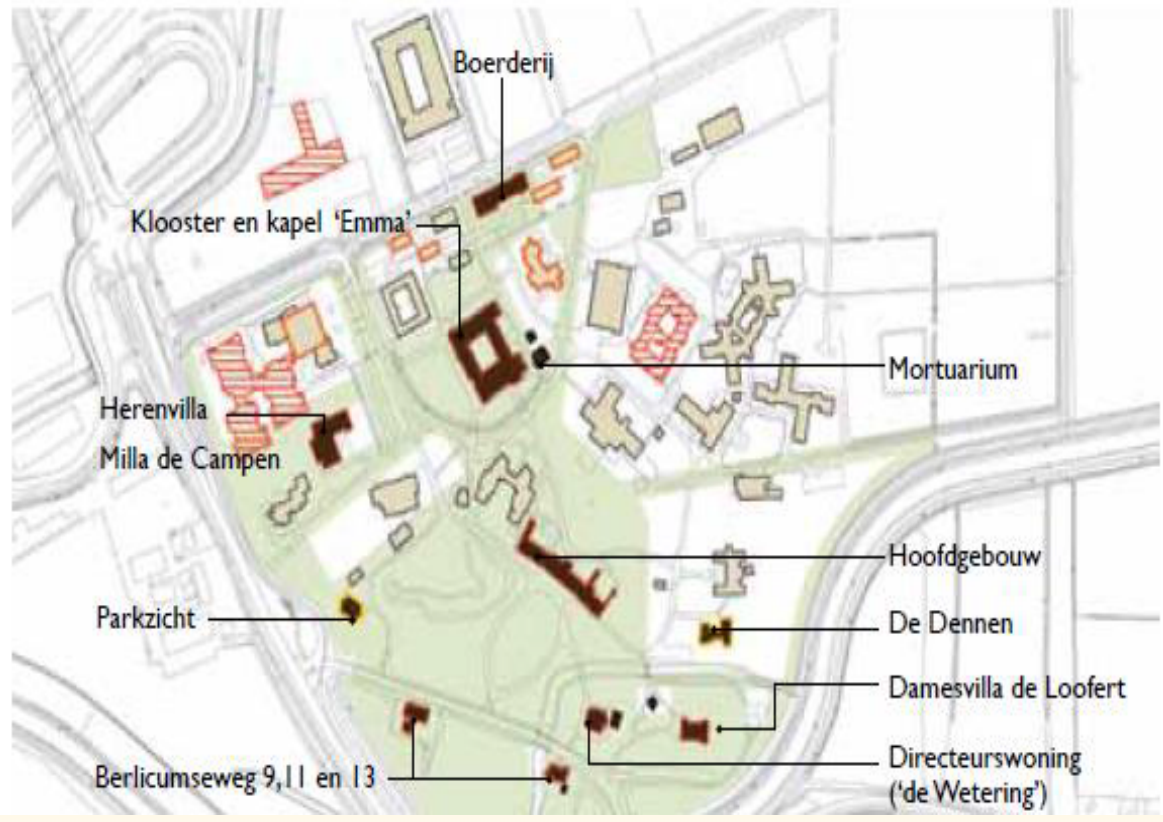 Boerderij
Klooster en kapel ‘Emma’
Mortuarium
Herenvilla
Milla de Campen
Hoofdgebouw
Parkzicht
De Dennen
Damesvilla de Loofert
Directeurswoning
(‘de Wetering’)
Berlicumseweg 9,11 en 13